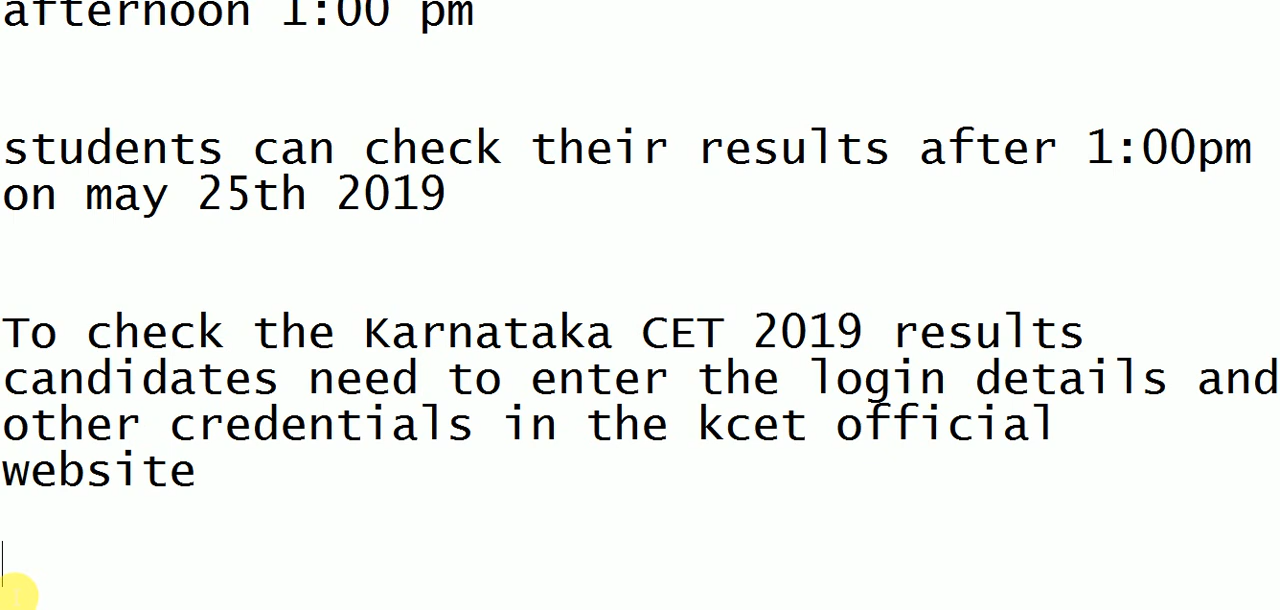 afternoon 1:00 pm
students can check their results after 1:00pm
on may 25th 2019
To check the Karnataka CET 2019 results
candidates need to enter the login details and
other credentials in the kcet official
website